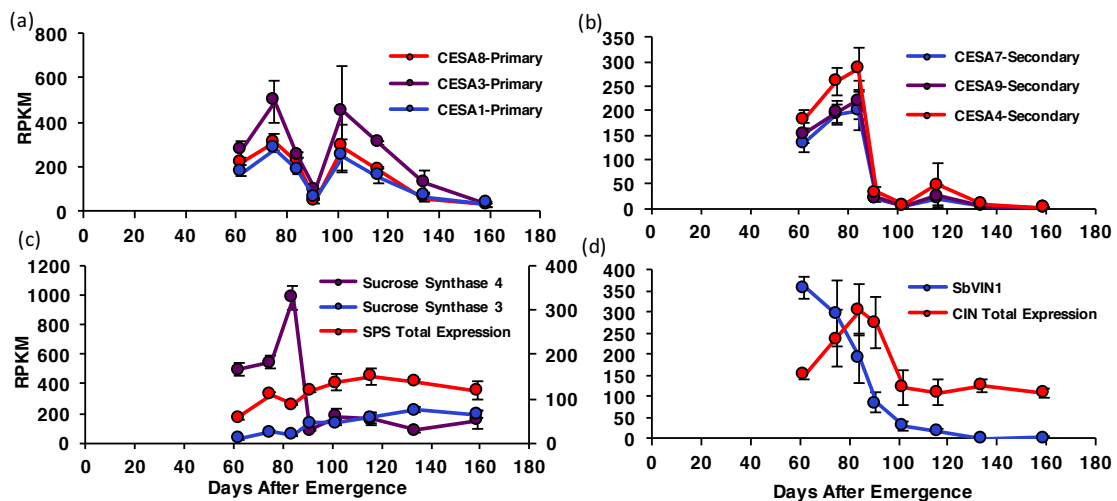 (a)
800
600
400
200
0
RPKM
CESA8-Primary
CESA3-Primary
CESA1-Primary
0 20 40 60 80 100 120 140 160 180
(b)
350
300
250
200
150
100
50
0
CESA7-Secondary
CESA9-Secondary
CESA4-Secondary
0 20 40 60 80 100 120 140 160 180
(c)
1200
1000
800
600
400
200
0
RPKM
400
300
200
100
0
Sucrose Synthase 4
Sucrose Synthase 3
SPS Total Expression
0 20 40 60 80 100 120 140 160 180
Days After Emergence
(d)
400
350
300
250
200
150
100
50
0
SbVIN1
CIN Total Expression
0 20 40 60 80 100 120 140 160 180
Days After Emergence